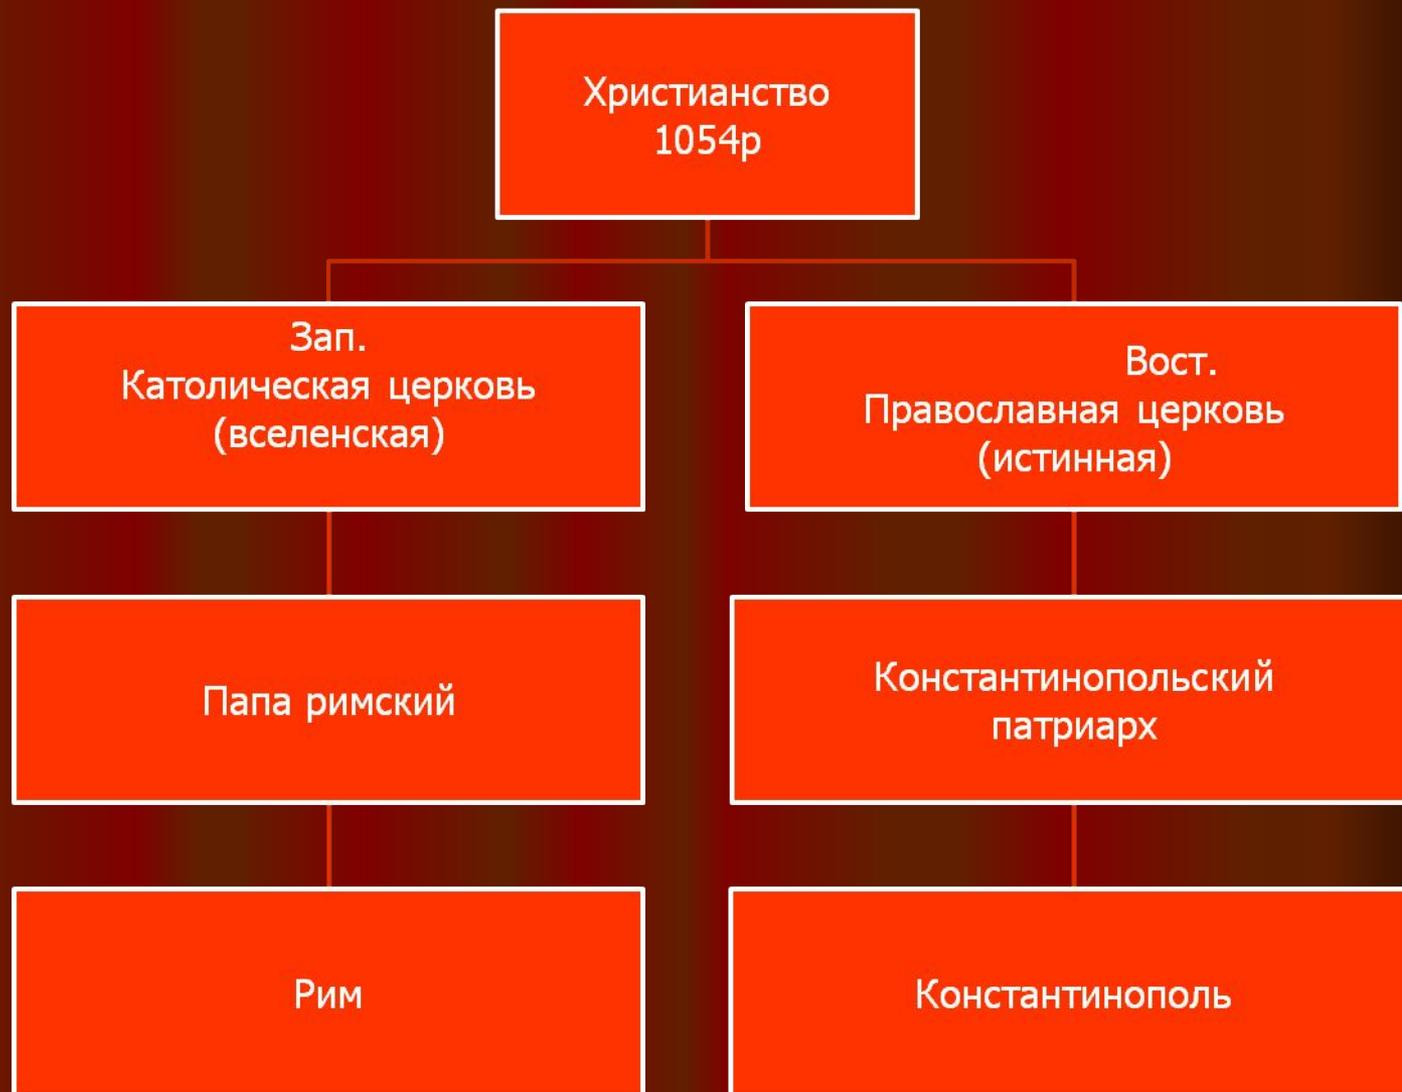 Христианство
1054р
Зап.
Католическая церковь
(вселенская)
Вост.
Православная церковь
(истинная)
Папа римский
Константинопольский
патриарх
Рим
Константинополь